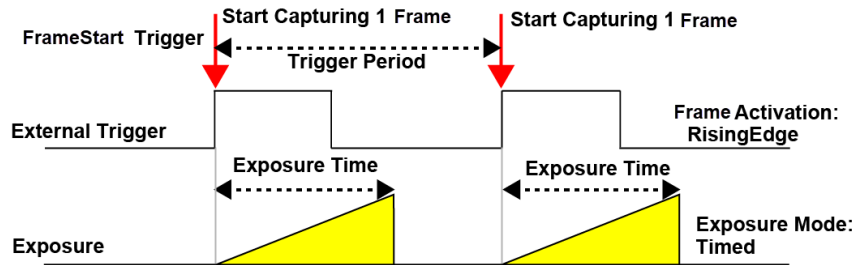 Start Capturing 1 Frame
Start Capturing 1 Frame
FrameStart Trigger
Trigger Period
External Trigger
Frame Activation:
RisingEdge
Exposure Time
Exposure Time
Exposure
Exposure Mode:
Timed